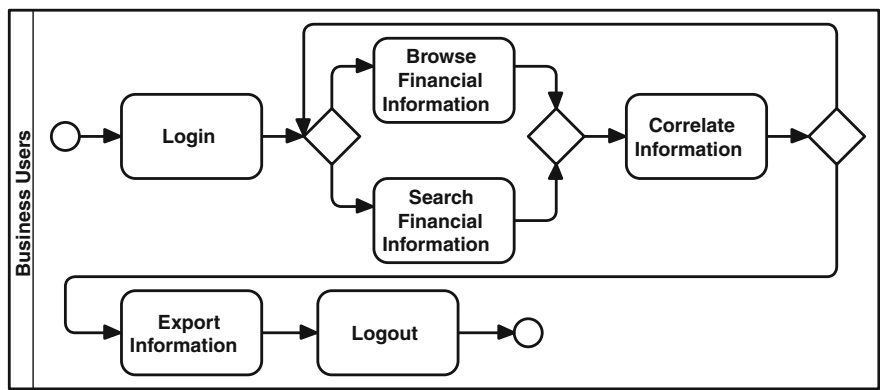 Business Users
Login
Browse
Financial
Information
Search
Financial
Information
Correlate
Information
Export
Information
Logout